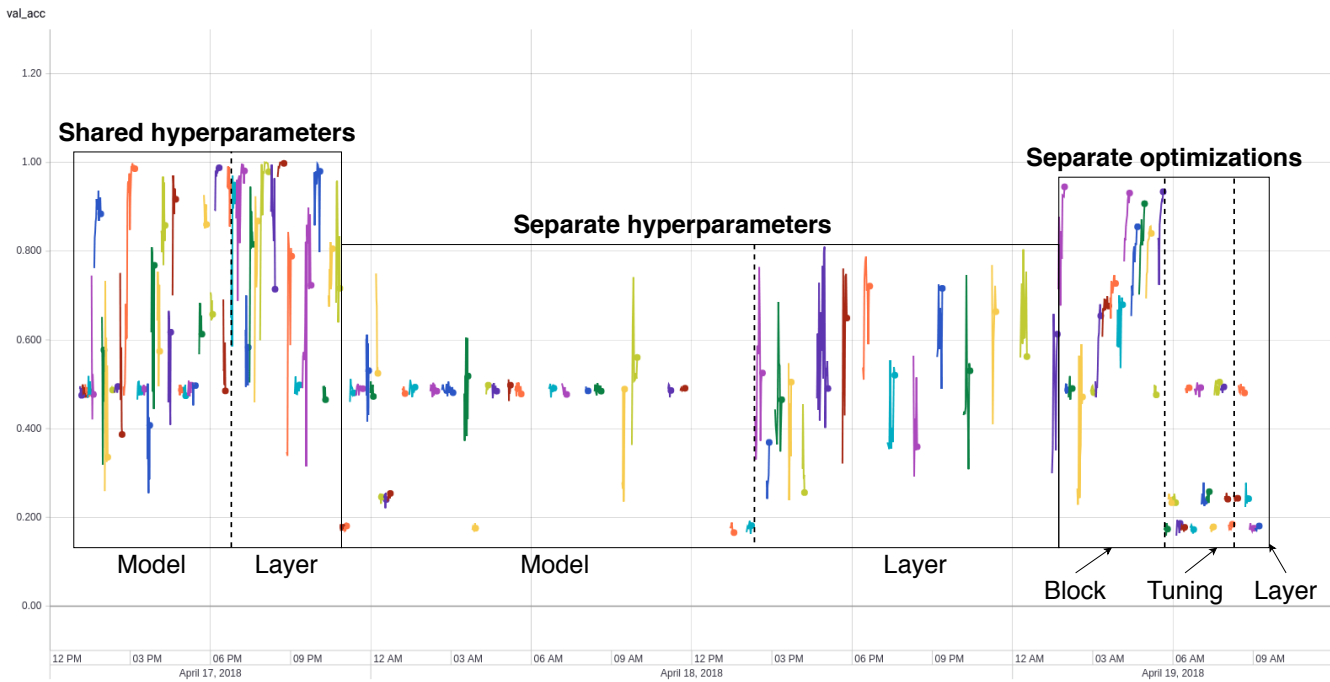 val_acc
1.20
Shared hyperparameters
1.00
Separate optimizations
Separate hyperparameters
0.800
0.600
0.400
0.200
Model Layer Model Layer
Block Tuning Layer
0.00
12 PM 03 PM 06 PM 09 PM 12 AM 03 AM 06 AM 09 AM 12 PM 03 PM 06 PM 09 PM 12 AM 03 AM 06 AM 09 AM
April 17, 2018 April 18, 2018 April 19, 2018